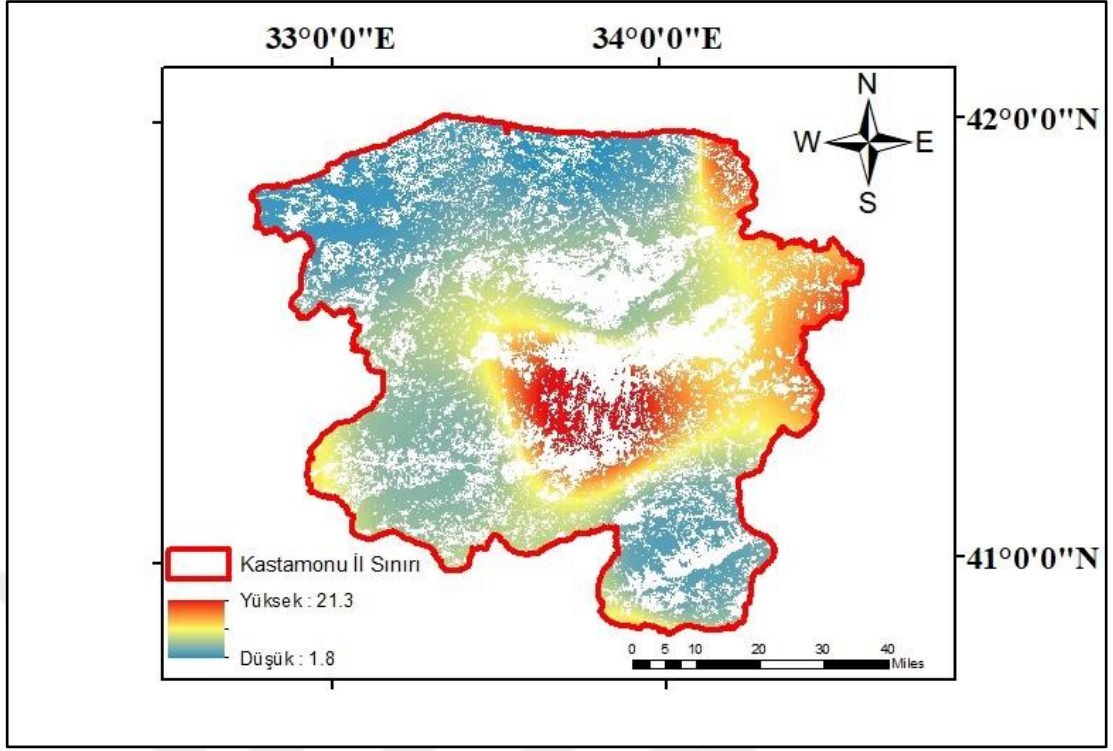 33°0'0"E 34°0'0"E
N
42°0'0"N
W E
S
Kastamonu İl Sınırı
41°0'0"N
Yüksek : 21.3
Düşük : 1.8
0 5 10 20 30 40
Miles